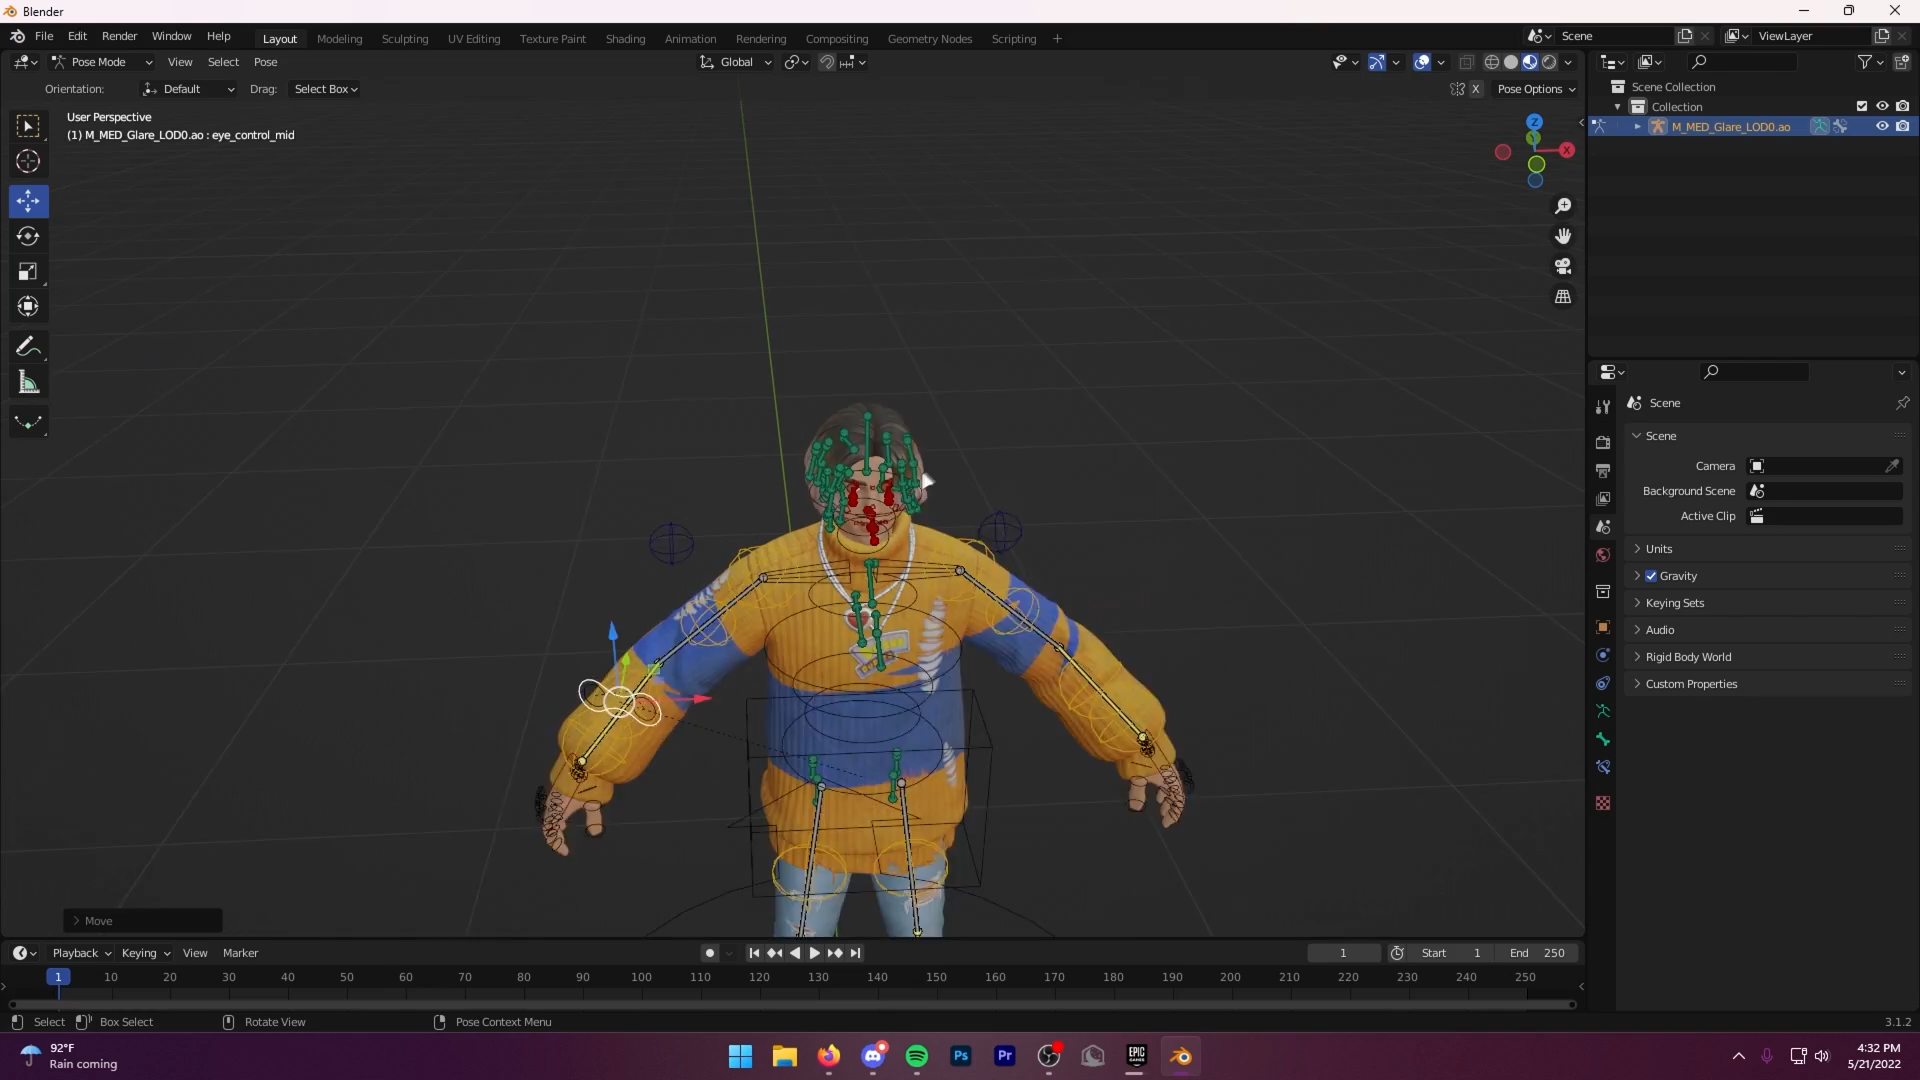 Blender
File Edit Render Window Help
Layout Modeling Sculpting UV Editing Texture Paint Shading Animation Rendering Compositing Geometry Nodes Scripting +
Scene
ViewLayer
Pose Mode View Select Pose
Global
Orientation: Default Drag: Select Box
X Pose Options
User Perspective
(1) M_MED_Glare_LOD0.ao : eye_control_mid
Z
X
Scene Collection
Collection
M_MED_Glare_LOD0.ao
Scene
Scene
Camera
Background Scene
Active Clip
Units
Gravity
Keying Sets
Audio
Rigid Body World
Custom Properties
Move
Playback Keying View Marker
1 Start 1 End 250
1 10 20 30 40 50 60 70 80 90 100 110 120 130 140 150 160 170 180 190 200 210 220 230 240 250
Select Box Select Rotate View Pose Context Menu
3.1.2
92°F
Rain coming
Ps Pr
EPIC
GAMES
4:32 PM
5/21/2022